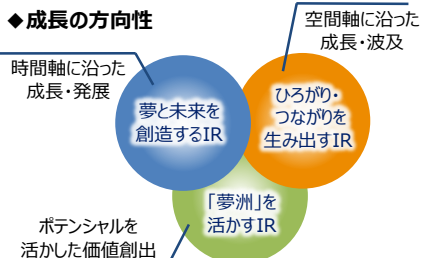 ◆成長の方向性
空間軸に沿った
成長・波及
時間軸に沿った
成長・発展
夢と未来を
創造するIR
ひろがり・
つながりを
生み出すIR
「夢洲」を
活かすIR
ポテンシャルを
活かした価値創出